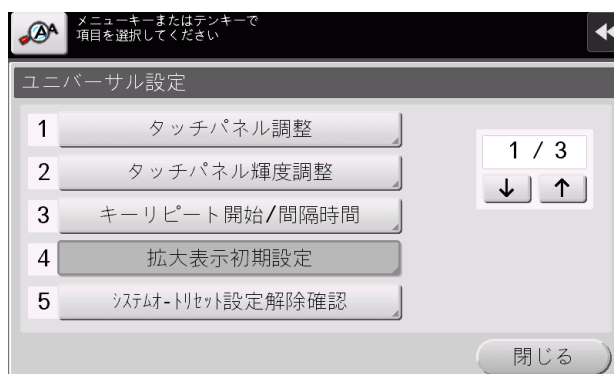 メニューキーまたはテンキーで
項目を選択してください
ユニバーサル設定
1 タッチパネル調整
2 タッチパネル輝度調整
3 キーリピート開始/間隔時間
4 拡大表示初期設定
5 ｼｽﾃﾑｵｰﾄﾘｾｯﾄ設定解除確認
1 / 3
↓ ↑
閉じる